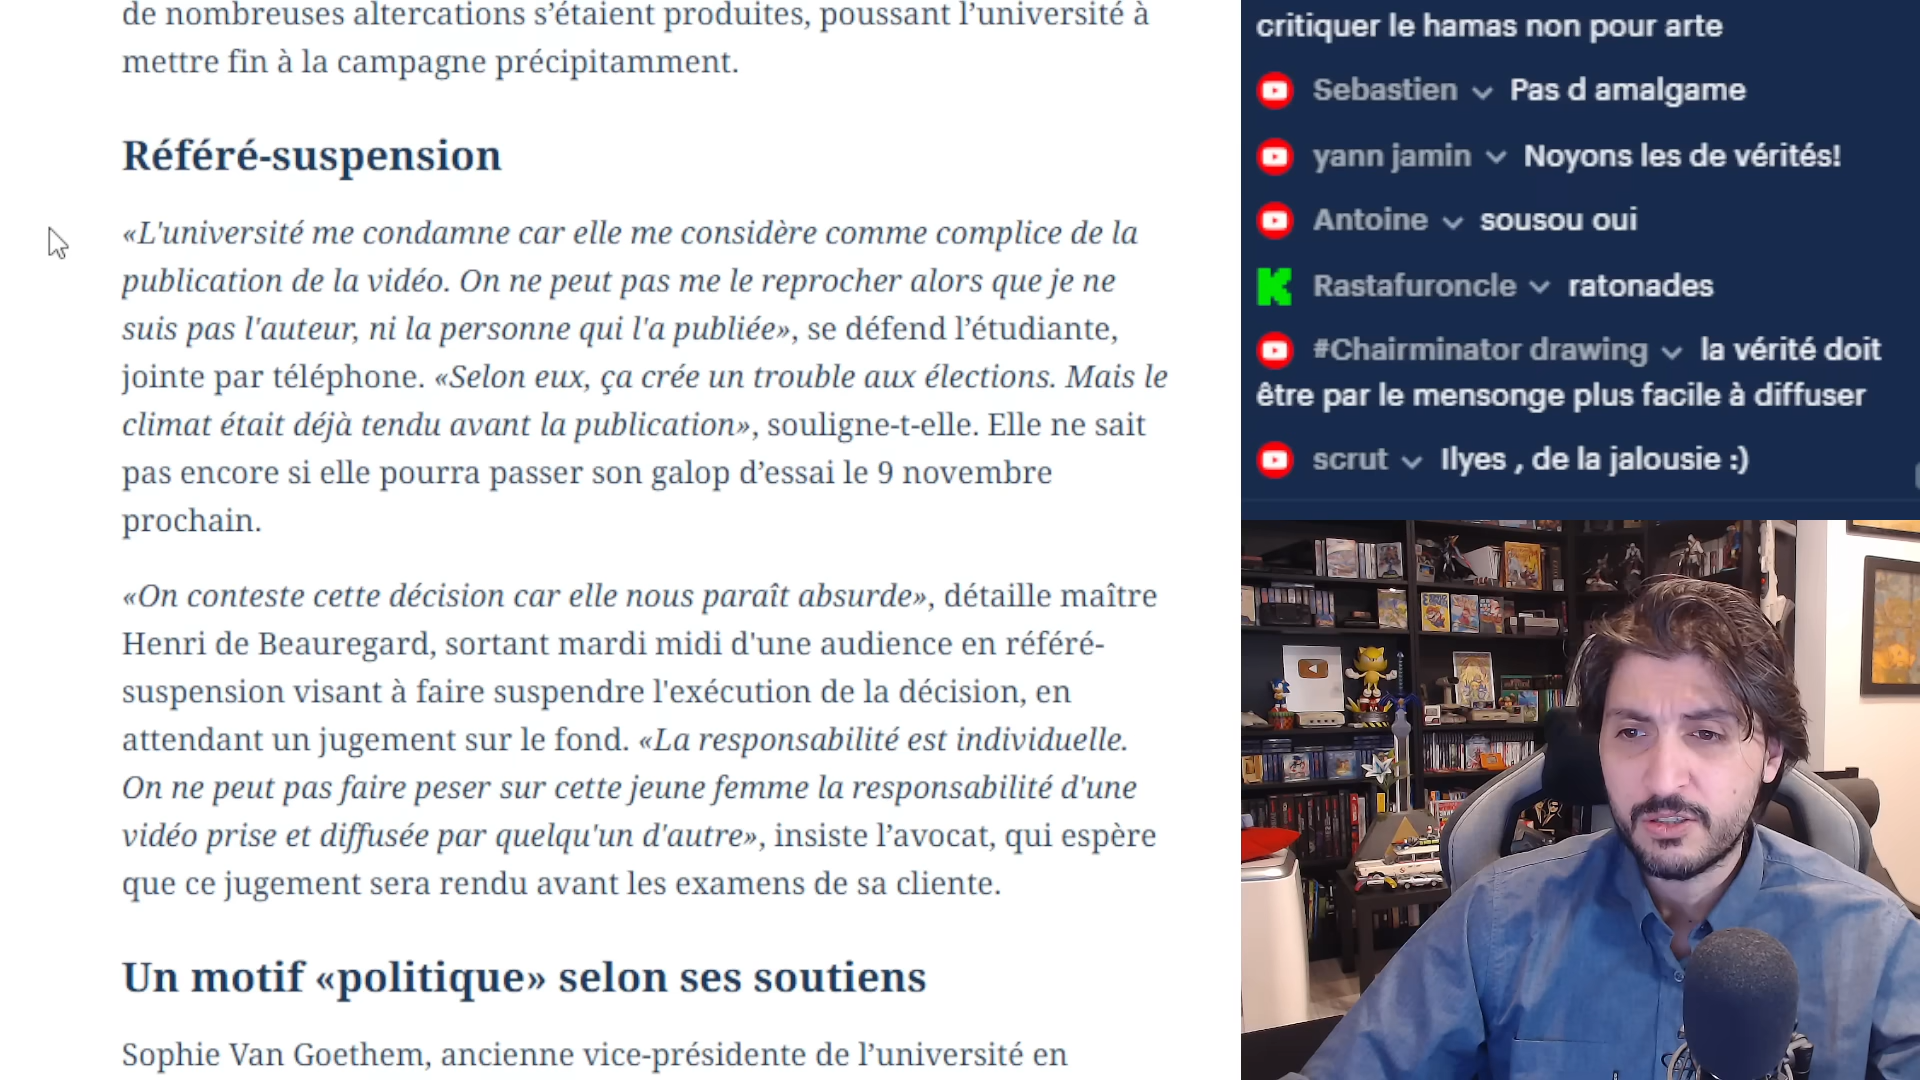 de nombreuses altercations s’étaient produites, poussant l’université à
mettre fin à la campagne précipitamment.
Référé-suspension
«L'université me condamne car elle me considère comme complice de la
publication de la vidéo. On ne peut pas me le reprocher alors que je ne
suis pas l'auteur, ni la personne qui l'a publiée», se défend l’étudiante,
jointe par téléphone. «Selon eux, ça crée un trouble aux élections. Mais le
climat était déjà tendu avant la publication», souligne-t-elle. Elle ne sait
pas encore si elle pourra passer son galop d’essai le 9 novembre
prochain.
«On conteste cette décision car elle nous paraît absurde», détaille maître
Henri de Beauregard, sortant mardi midi d'une audience en référé-
suspension visant à faire suspendre l'exécution de la décision, en
attendant un jugement sur le fond. «La responsabilité est individuelle.
On ne peut pas faire peser sur cette jeune femme la responsabilité d'une
vidéo prise et diffusée par quelqu'un d'autre», insiste l’avocat, qui espère
que ce jugement sera rendu avant les examens de sa cliente.
Un motif «politique» selon ses soutiens
Sophie Van Goethem, ancienne vice-présidente de l’université en
critiquer le hamas non pour arte
Sebastien Pas d amalgame
yann jamin Noyons les de vérités!
Antoine sousou oui
Rastafuroncle ratonades
#Chairminator drawing la vérité doit
être par le mensonge plus facile à diffuser
scrut Ilyes , de la jalousie :)